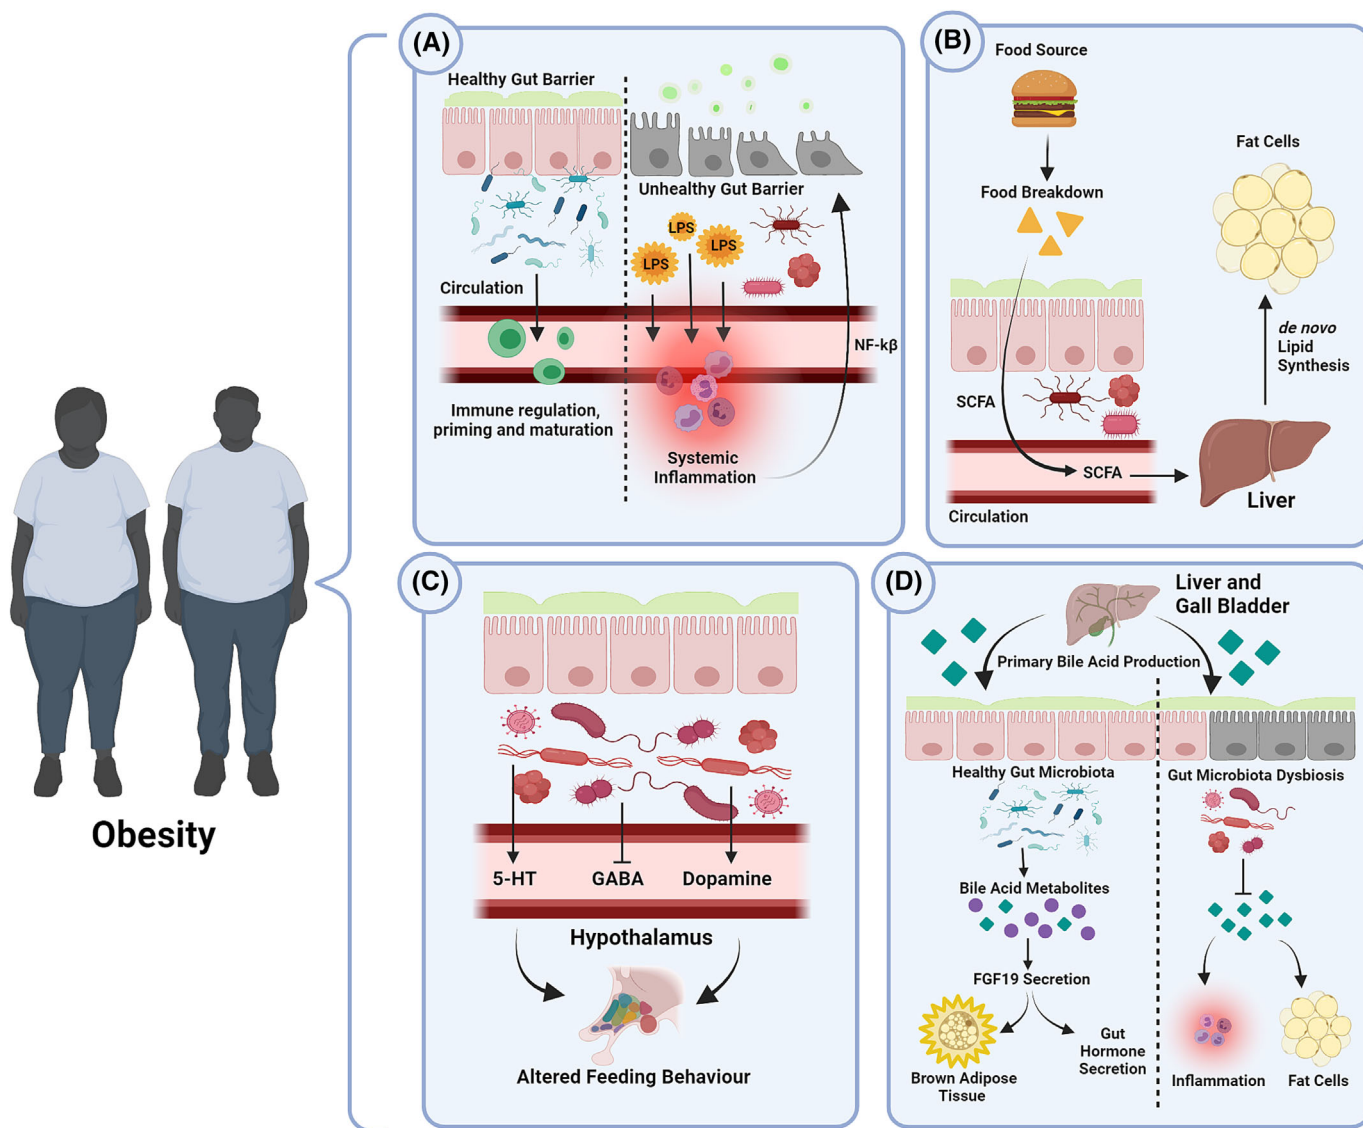 Obesity
(A)
Healthy Gut Barrier
Unhealthy Gut Barrier
LPS
LPS
LPS
Circulation
NF-kβ
Immune regulation,
priming and maturation
Systemic
Inflammation
(B)
Food Source
Food Breakdown
Fat Cells
de novo
Lipid
Synthesis
SCFA
SCFA
Liver
Circulation
(C)
5-HT
GABA
Dopamine
Hypothalamus
Altered Feeding Behaviour
(D)
Liver and
Gall Bladder
Primary Bile Acid Production
Healthy Gut Microbiota
Gut Microbiota Dysbiosis
Bile Acid Metabolites
FGF19 Secretion
Brown Adipose
Tissue
Gut
Hormone
Secretion
Inflammation
Fat Cells